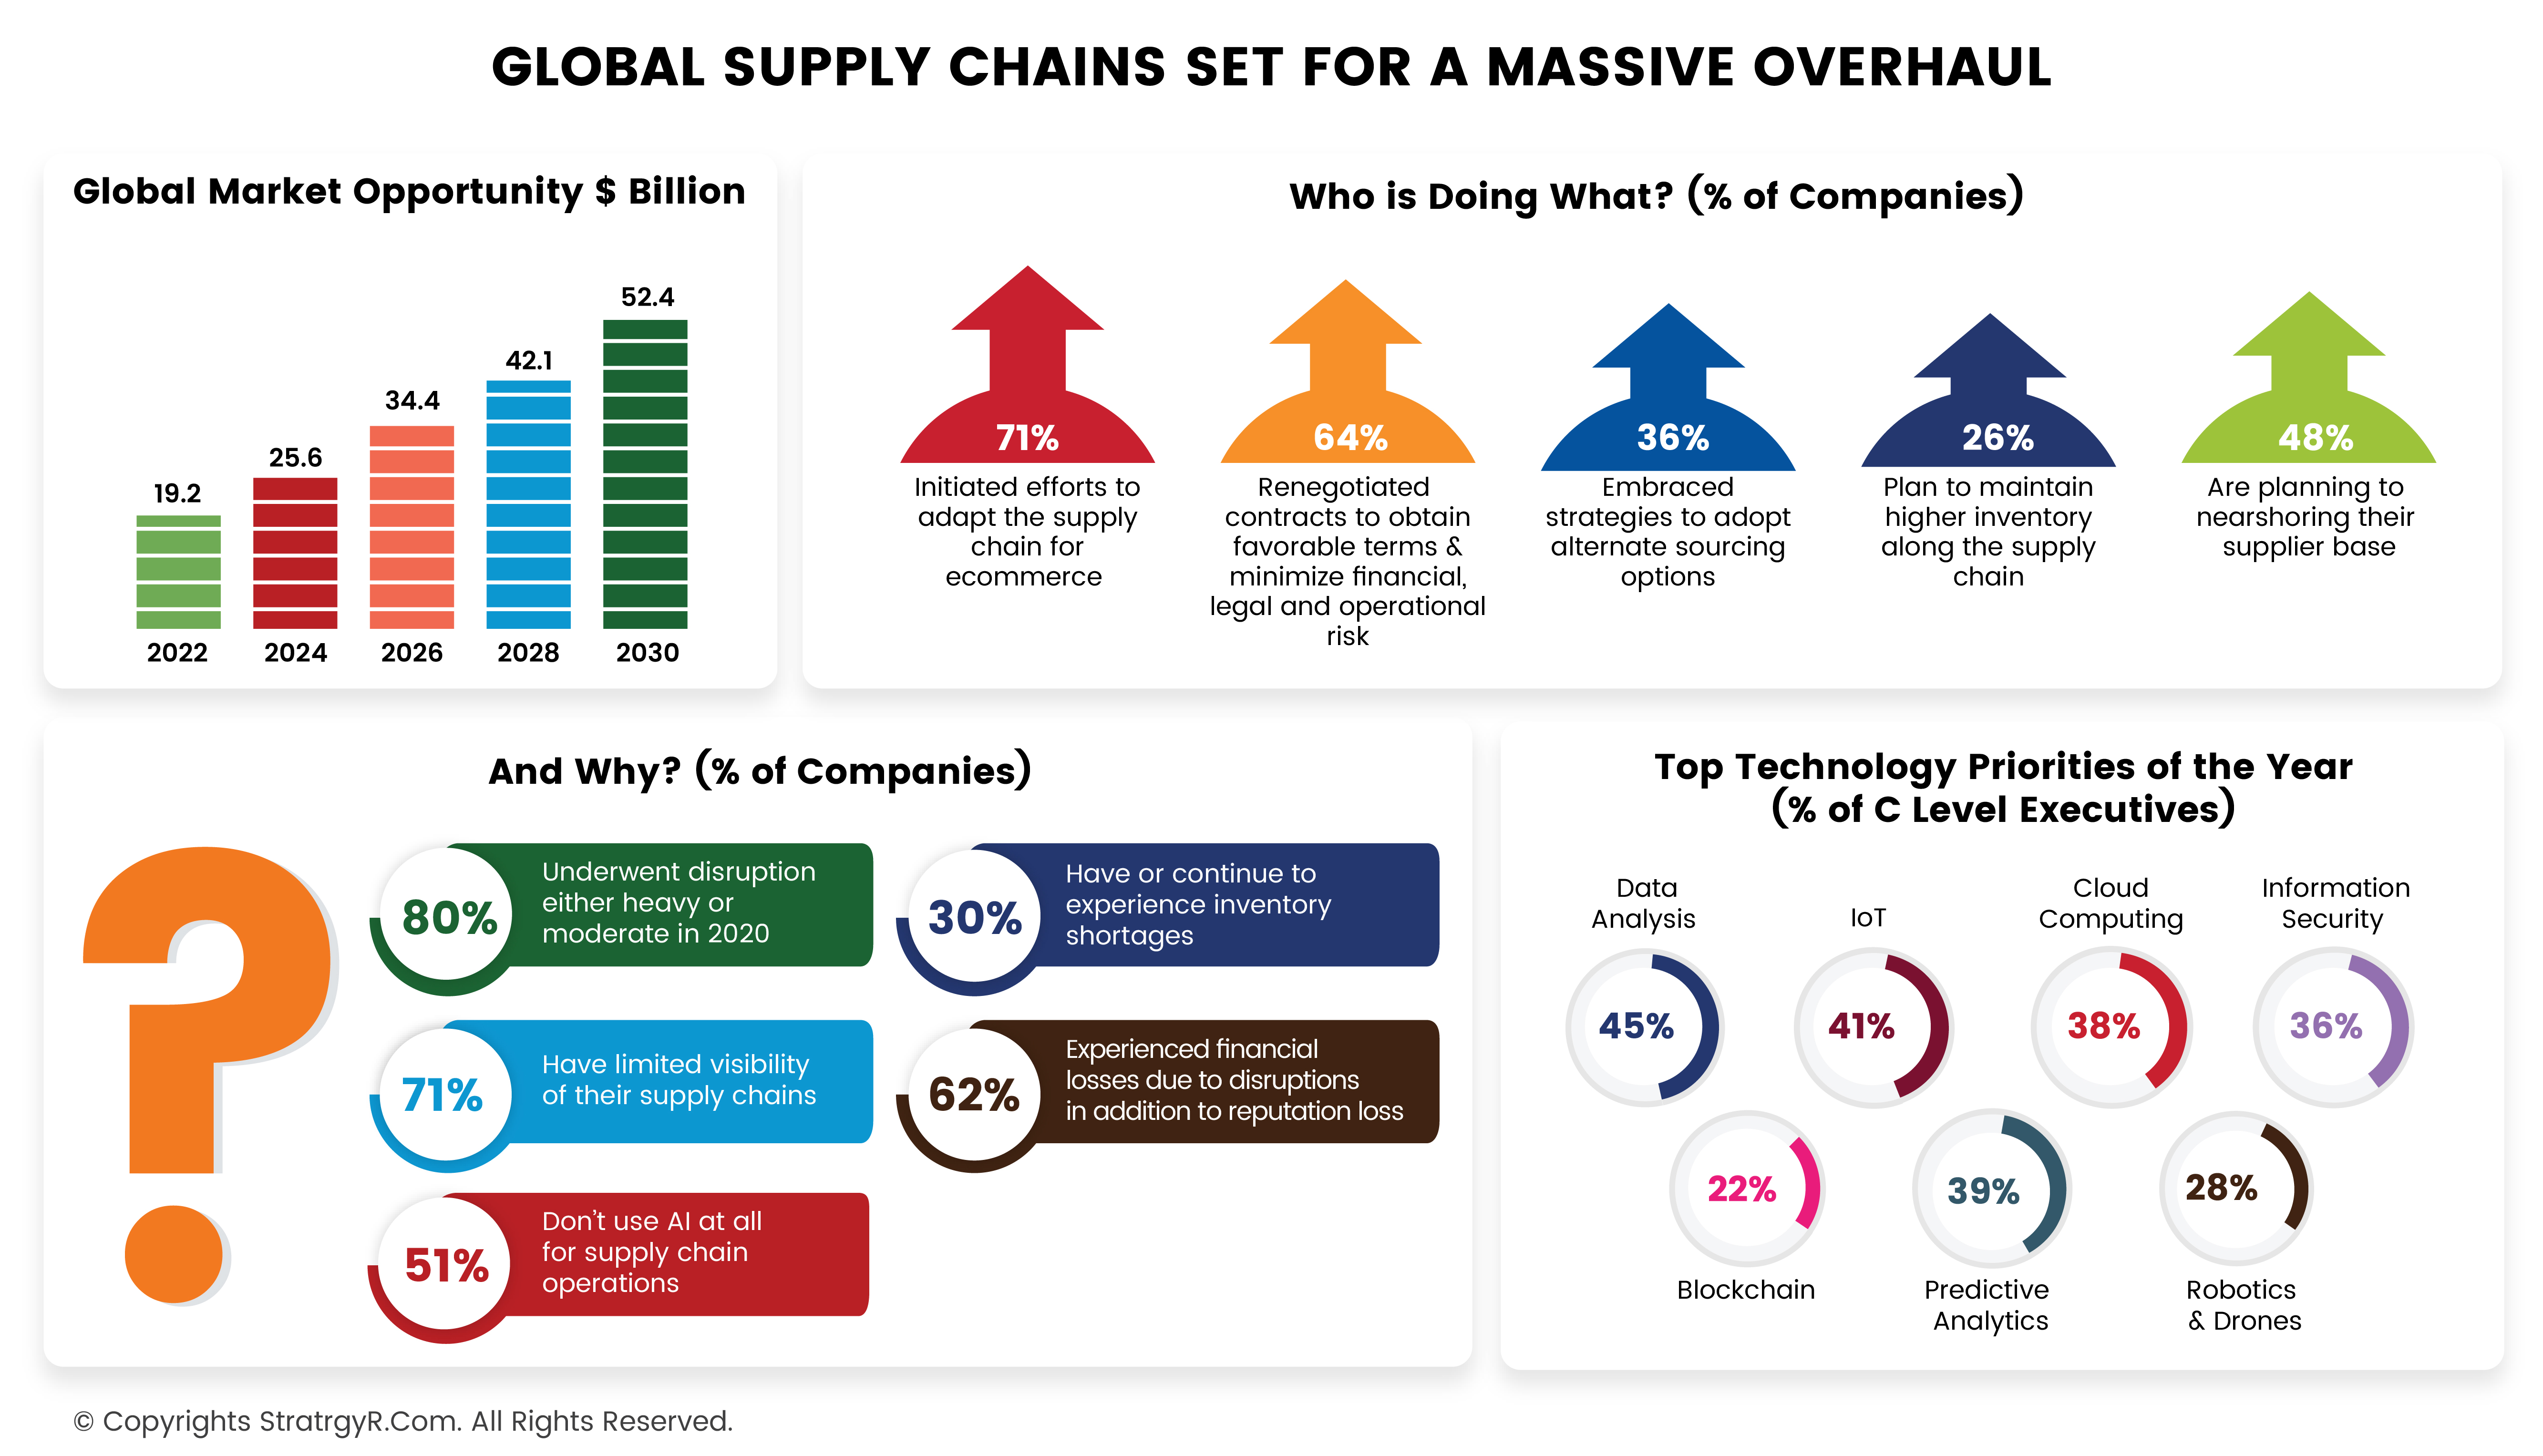 GLOBAL SUPPLY CHAINS SET FOR A MASSIVE OVERHAUL
Global Market Opportunity $ Billion
19.2
25.6
34.4
42.1
52.4
2022
2024
2026
2028
2030
Who is Doing What? (% of Companies)
71%
Initiated efforts to
adapt the supply
chain for
ecommerce
64%
Renegotiated
contracts to obtain
favorable terms &
minimize financial,
legal and operational
risk
36%
Embraced
strategies to adopt
alternate sourcing
options
26%
Plan to maintain
higher inventory
along the supply
chain
48%
Are planning to
nearshoring their
supplier base
And Why? (% of Companies)
?
80%
Underwent disruption
either heavy or
moderate in 2020
30%
Have or continue to
experience inventory
shortages
71%
Have limited visibility
of their supply chains
62%
Experienced financial
losses due to disruptions
in addition to reputation loss
51%
Don’t use AI at all
for supply chain
operations
Top Technology Priorities of the Year
(% of C Level Executives)
Data
Analysis
45%
IoT
41%
Cloud
Computing
38%
Information
Security
36%
22%
Blockchain
39%
Predictive
Analytics
28%
Robotics
& Drones
© Copyrights StratrgyR.Com. All Rights Reserved.